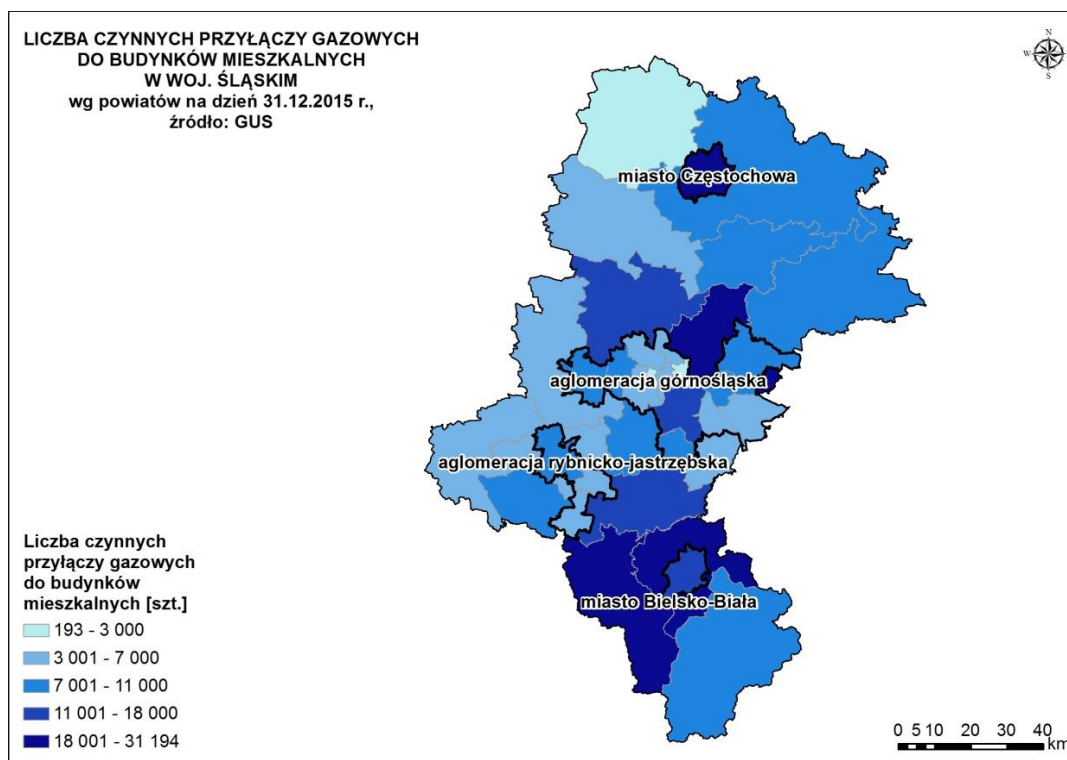 LICZBA CZYNNYCH PRZYŁĄCZY GAZOWYCH
DO BUDYNKÓW MIESZKALNYCH
W WOJ. ŚLĄSKIM
wg powiatów na dzień 31.12.2015 r.,
źródło: GUS
N
W E
S
miasto Częstochowa
aglomeracja górnośląska
aglomeracja rybnicko-jastrzębska
miasto Bielsko-Biała
Liczba czynnych
przyłączy gazowych
do budynków
mieszkalnych [szt.]
193 - 3 000
3 001 - 7 000
7 001 - 11 000
11 001 - 18 000
18 001 - 31 194
0 5 10 20 30 40
km